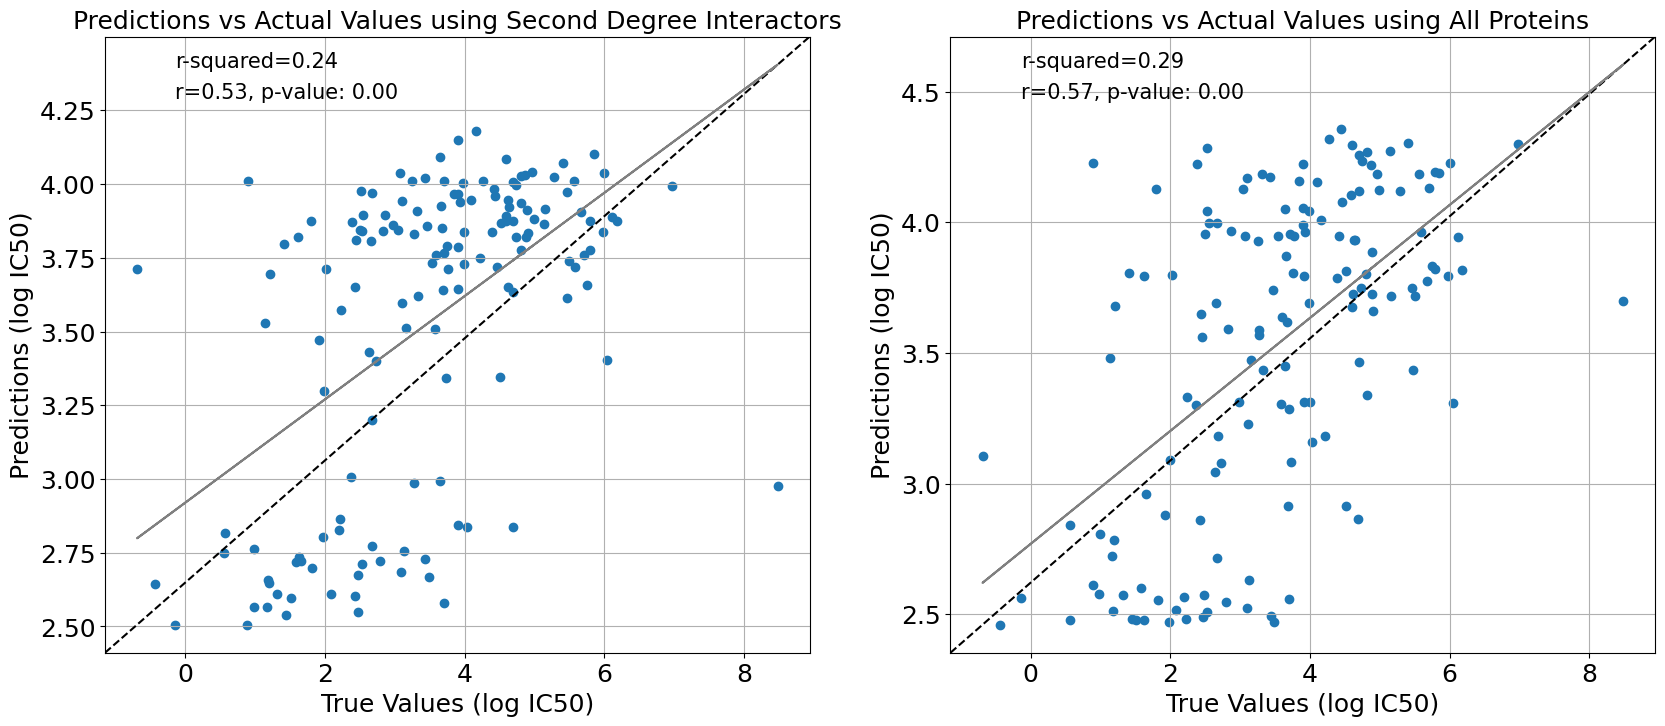 Predictions vs Actual Values using Second Degree Interactors
r-squared=0.24
r=0.53, p-value: 0.00
4.25
4.00
3.75
3.50
3.25
3.00
2.75
2.50
Predictions (log IC50)
0 2 4 6 8
True Values (log IC50)
Predictions vs Actual Values using All Proteins
r-squared=0.29
r=0.57, p-value: 0.00
4.5
4.0
3.5
3.0
2.5
Predictions (log IC50)
0 2 4 6 8
True Values (log IC50)